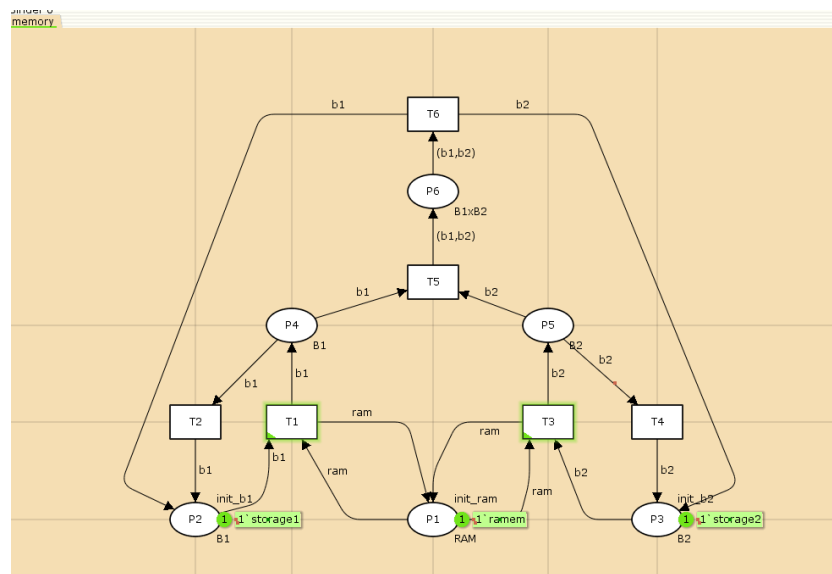 memory
b1
T6
b2
(b1,b2)
P6
B1xB2
(b1,b2)
T5
b1
b2
P4
P5
B1
B2
b2
b1
b1
b2
T2
T1
T3
T4
ram
ram
b1
b1
ram
b2
b2
ram
init_b1
init_ram
init_b2
P2
1
1`storage1
P1
1
1`ramem
P3
1
1`storage2
B1
RAM
B2